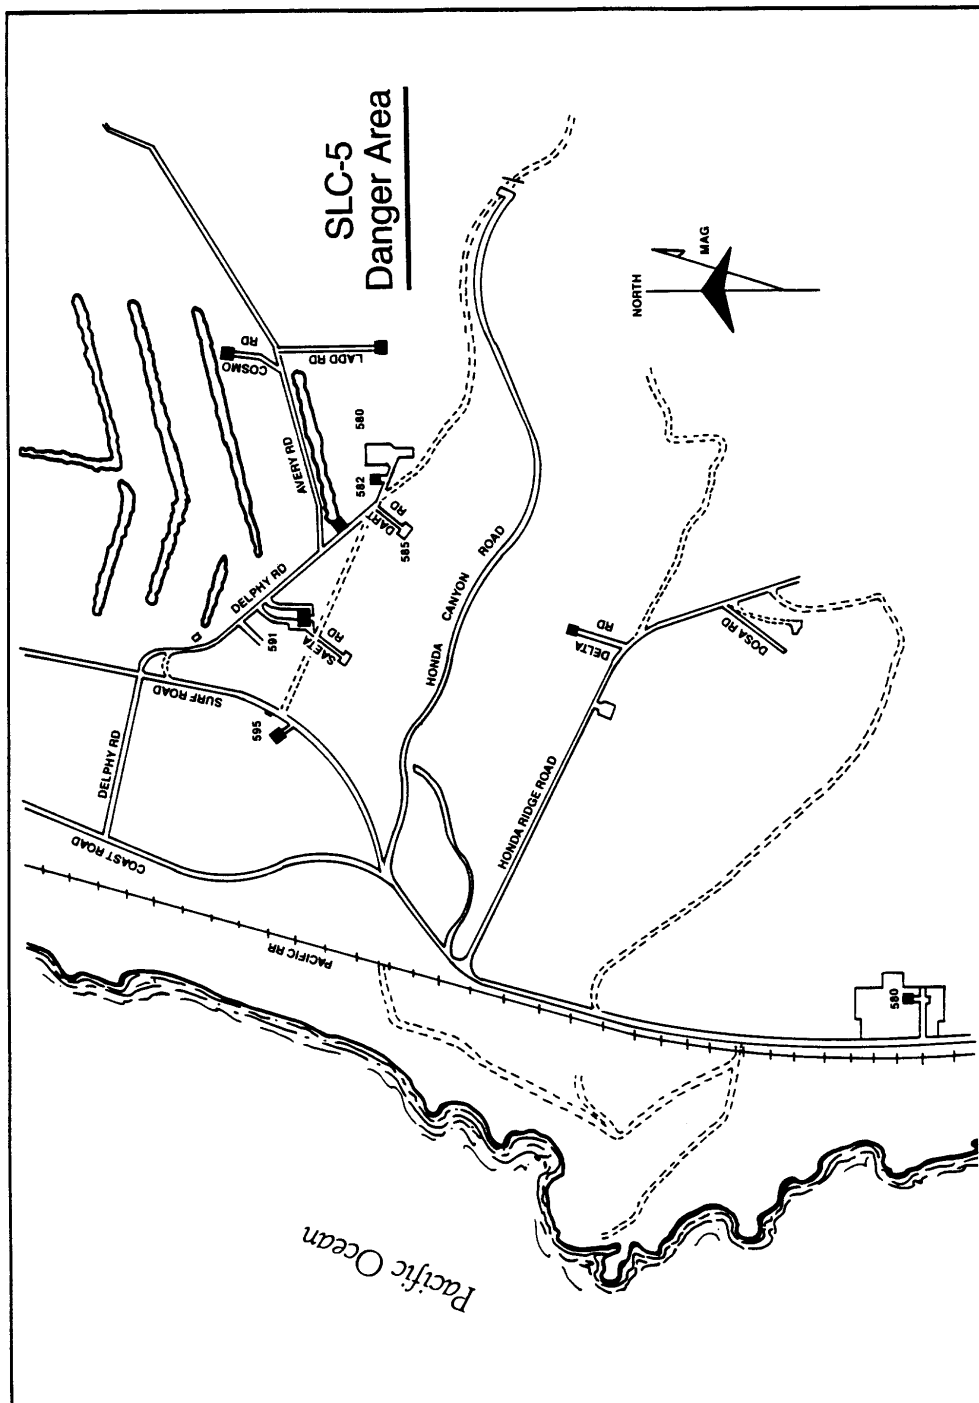 SLC-5
Danger Area
NORTH
MAG
COSMO
RD
LADD RD
AVERY RD
580
582
DART
RD
585
DELPHY RD
591
SAETA
RD
SURF ROAD
595
DELPHY RD
COAST ROAD
PACIFIC RR
HONDA CANYON ROAD
DELTA
RD
DOSA RD
HONDA RIDGE ROAD
580
Pacific Ocean